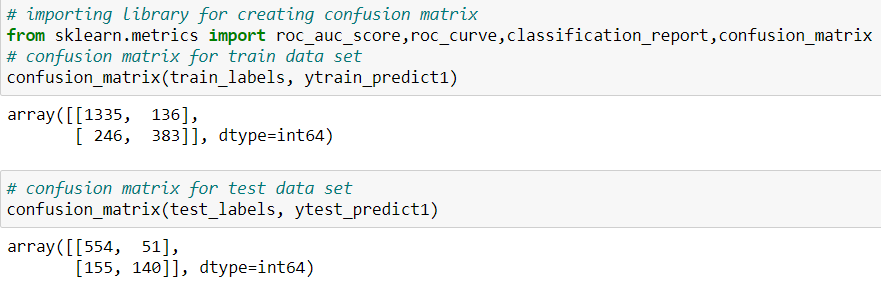 # importing library for creating confusion matrix
from sklearn.metrics import roc_auc_score,roc_curve,classification_report,confusion_matrix
# confusion matrix for train data set
confusion_matrix(train_labels, ytrain_predict1)
array([[1335,  136],
       [ 246,  383]], dtype=int64)
# confusion matrix for test data set
confusion_matrix(test_labels, ytest_predict1)
array([[554,  51],
       [155, 140]], dtype=int64)